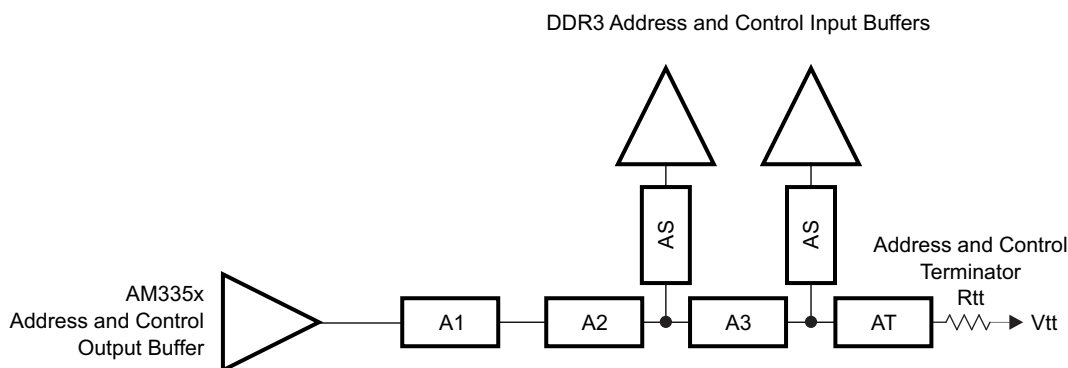 DDR3 Address and Control Input Buffers
AS
AS
Address and Control
Terminator
Rtt
AM335x
Address and Control
Output Buffer
A1
A2
A3
AT
Vtt